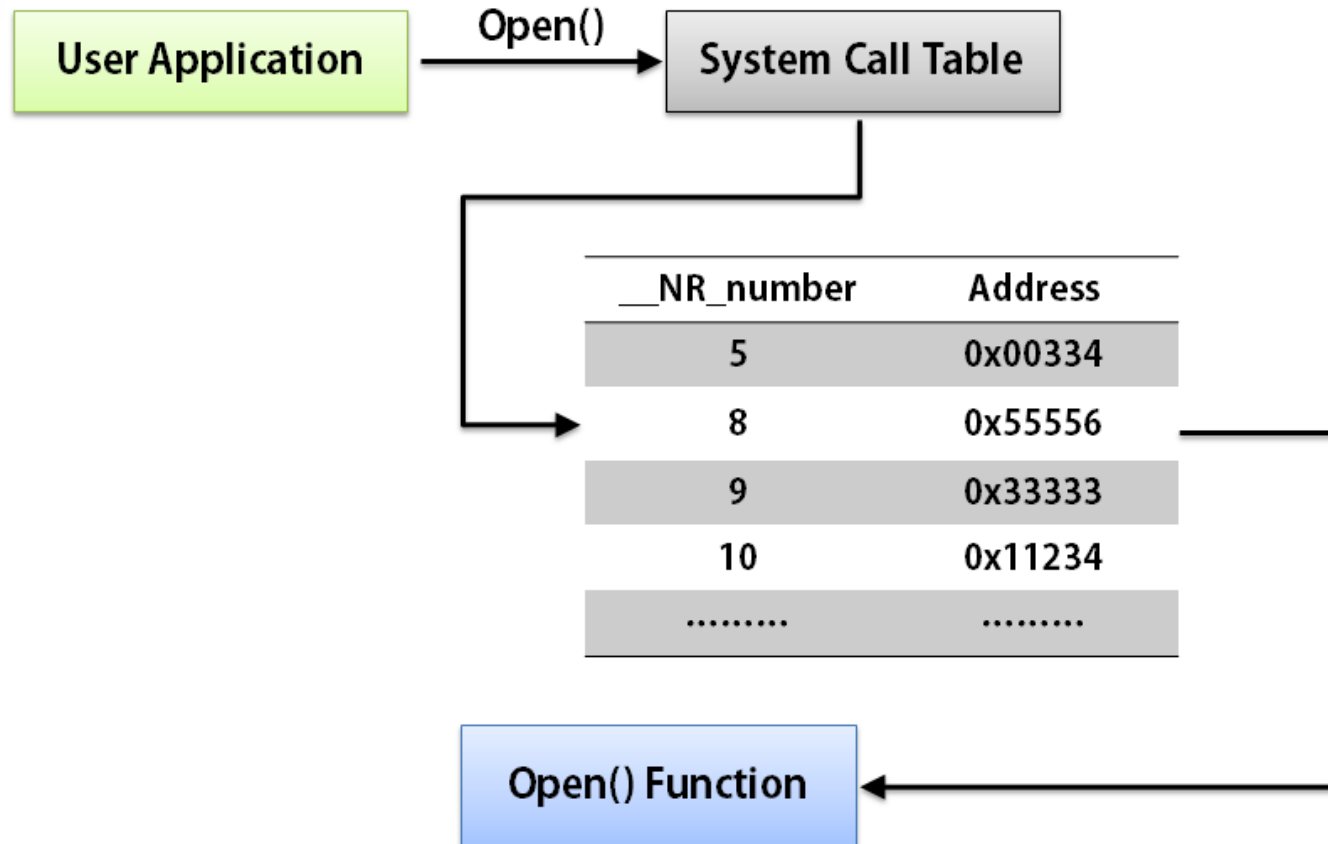 Open()
User Application
System Call Table
__NR_number Address
5 0x00334
8 0x55556
9 0x33333
10 0x11234
......... .........
Open() Function